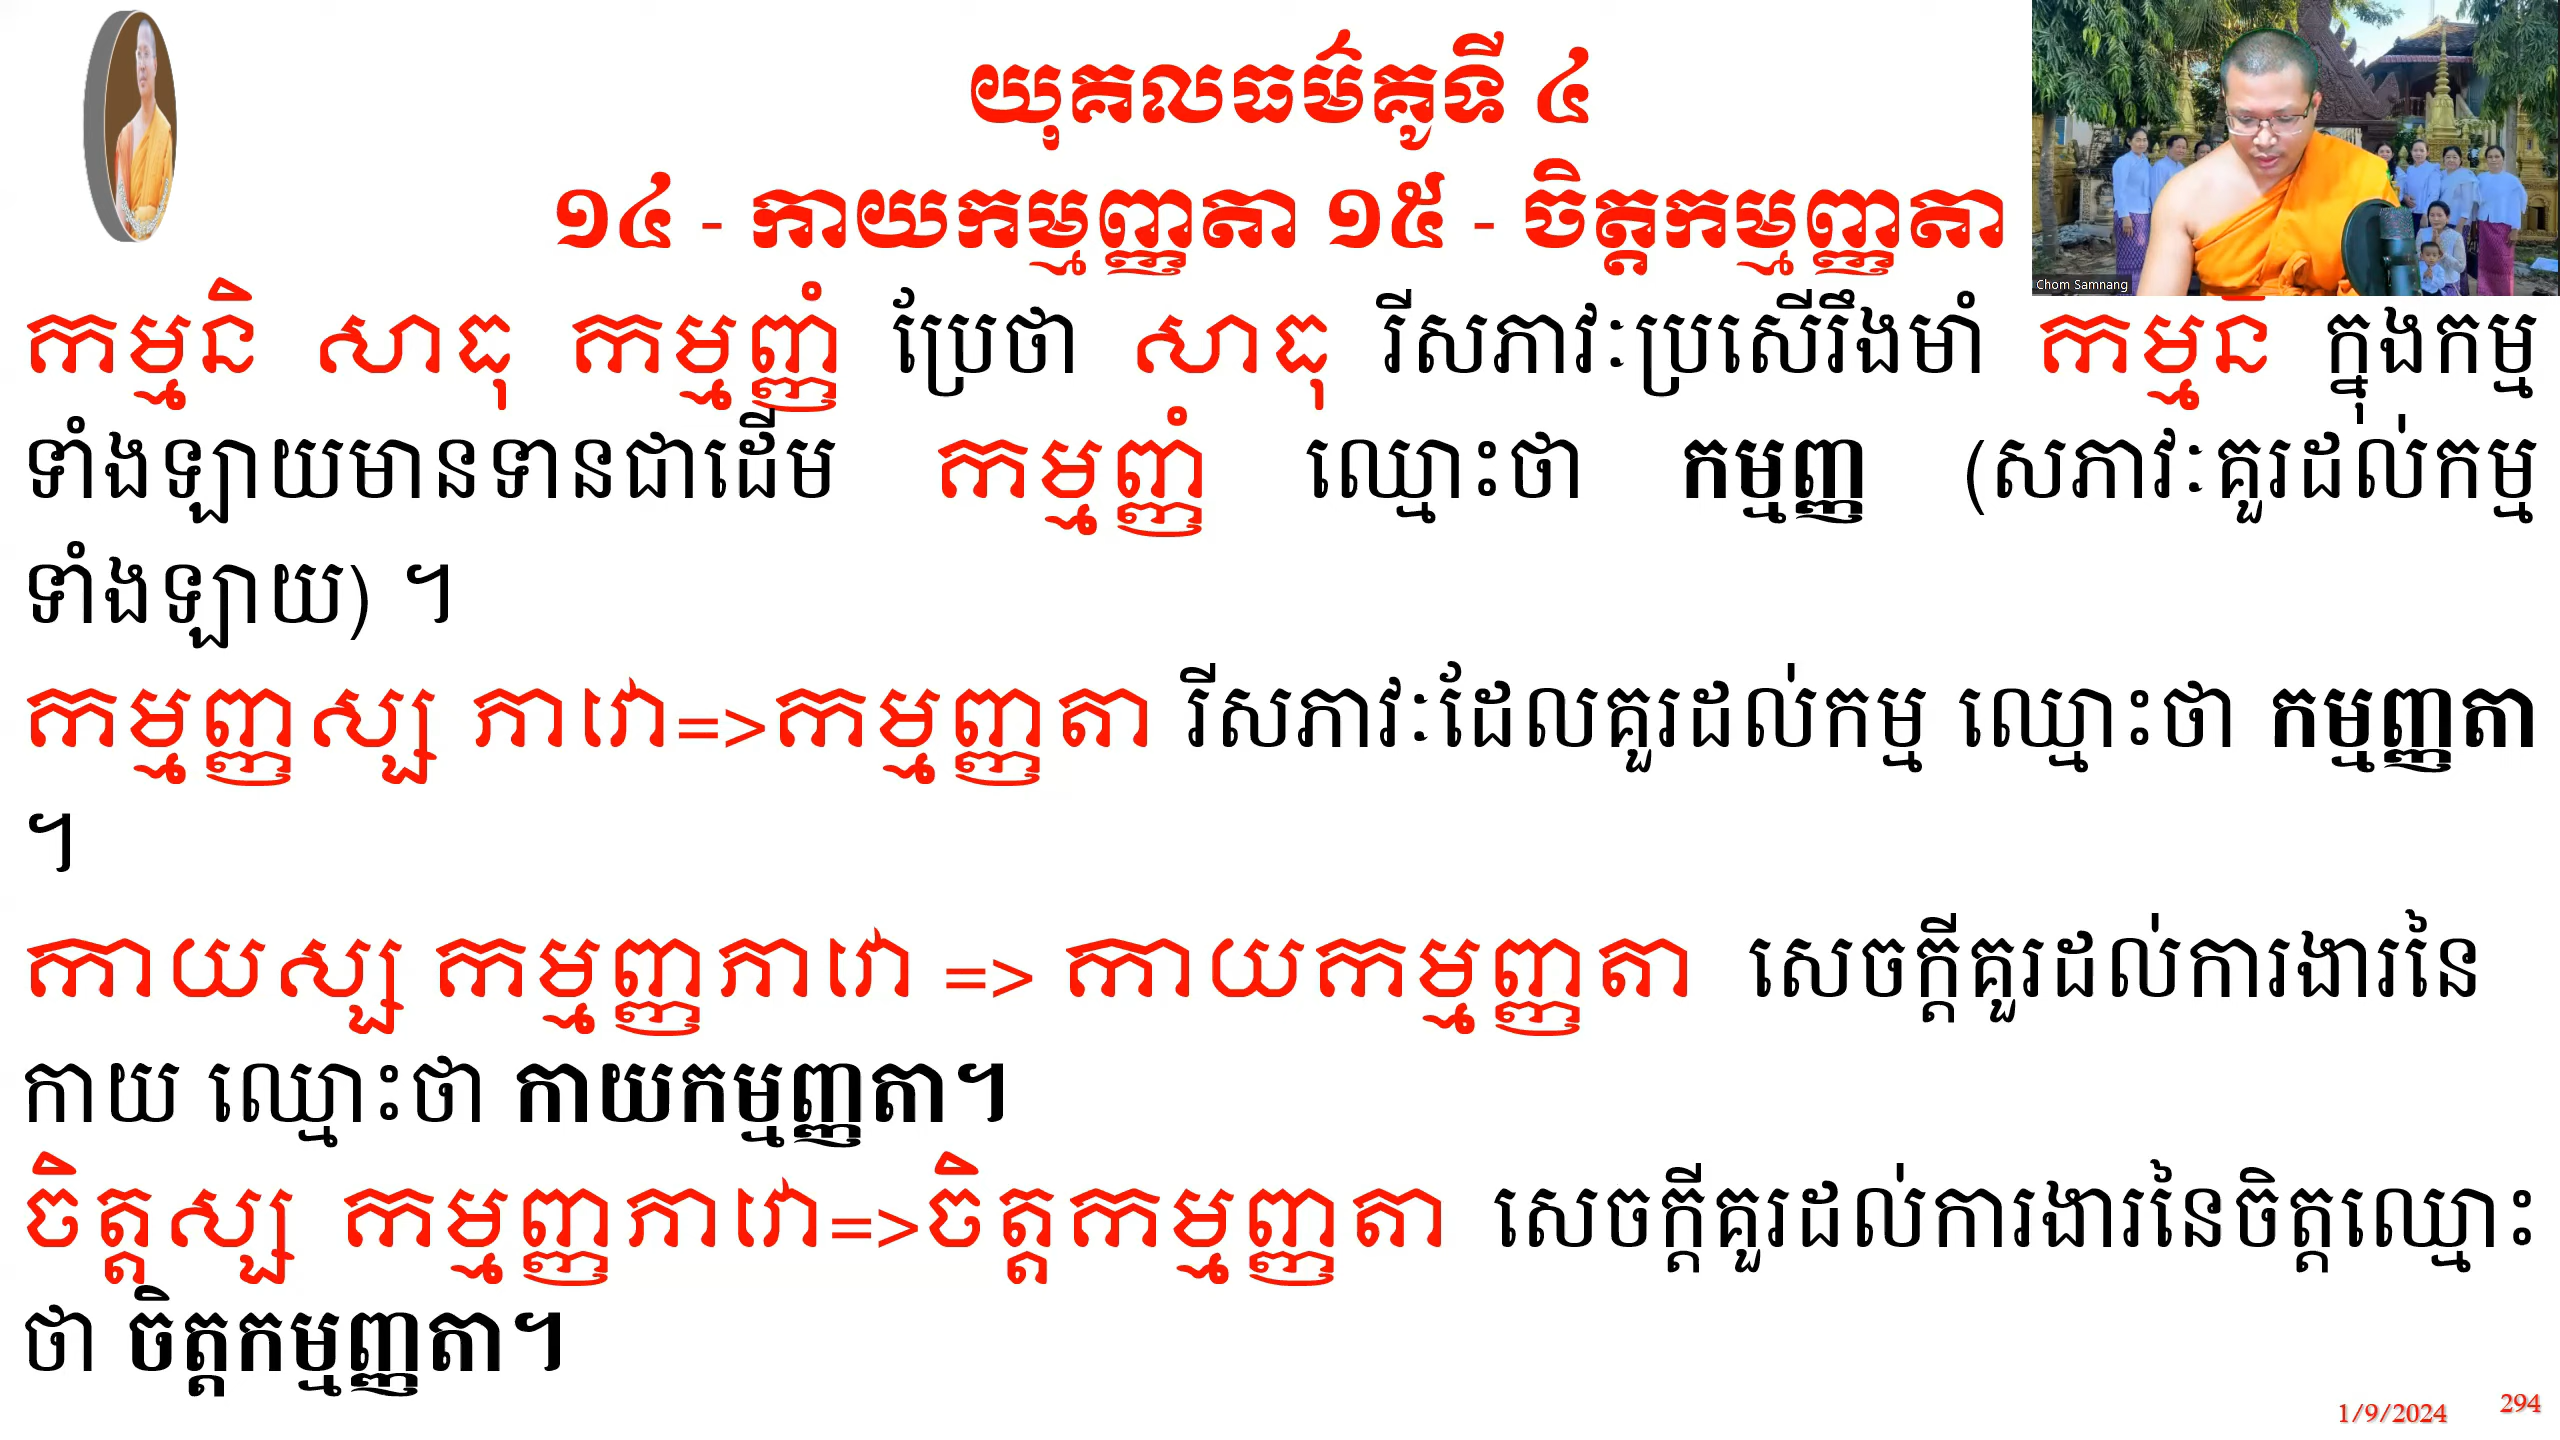 យុគលធម៌គូទី ៤
១៤ - កាយកម្មញ្ញតា ១៥ - ចិត្តកម្មញ្ញតា
Chom Samnang
កម្មនិ សាធុ កម្មញ្ញំ ប្រែថា សាធុ រីសភាវៈប្រសើរឹងមាំ កម្មនិ ក្នុងកម្ម
ទាំងឡាយមានទានជាដើម កម្មញ្ញំ ឈ្មោះថា កម្មញ្ញ (សភាវៈគួរដល់កម្ម
ទាំងឡាយ) ។
កម្មញ្ញស្ស ភាវោ=>កម្មញ្ញតា រីសភាវៈដែលគួរដល់កម្ម ឈ្មោះថា កម្មញ្ញតា
។
កាយស្ស កម្មញ្ញភាវោ => កាយកម្មញ្ញតា សេចក្តីគួរដល់ការងារនៃ
កាយ ឈ្មោះថា កាយកម្មញ្ញតា។
ចិត្តស្ស កម្មញ្ញភាវោ=>ចិត្តកម្មញ្ញតា សេចក្តីគួរដល់ការងារនៃចិត្តឈ្មោះ
ថា ចិត្តកម្មញ្ញតា។
1/9/2024 294